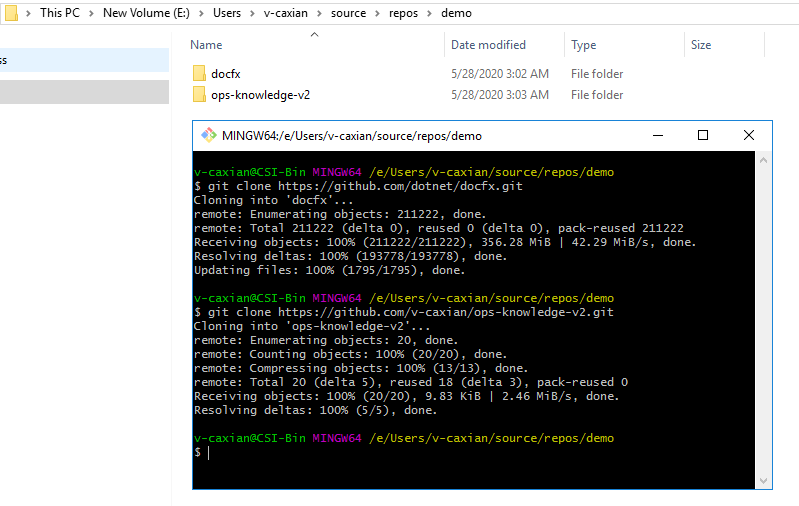 This PC > New Volume (E:) > Users > v-caxian > source > repos > demo
ss
Name Date modified Type Size
docfx 5/28/2020 3:02 AM File folder
ops-knowledge-v2 5/28/2020 3:03 AM File folder
MINGW64:/e/Users/v-caxian/source/repos/demo
v-caxian@CSI-Bin MINGW64 /e/Users/v-caxian/source/repos/demo
$ git clone https://github.com/dotnet/docfx.git
Cloning into 'docfx'...
remote: Enumerating objects: 211222, done.
remote: Total 211222 (delta 0), reused 0 (delta 0), pack-reused 211222
Receiving objects: 100% (211222/211222), 356.28 MiB | 42.29 MiB/s, done.
Resolving deltas: 100% (193778/193778), done.
Updating files: 100% (1795/1795), done.
v-caxian@CSI-Bin MINGW64 /e/Users/v-caxian/source/repos/demo
$ git clone https://github.com/v-caxian/ops-knowledge-v2.git
Cloning into 'ops-knowledge-v2'...
remote: Enumerating objects: 20, done.
remote: Counting objects: 100% (20/20), done.
remote: Compressing objects: 100% (13/13), done.
remote: Total 20 (delta 5), reused 18 (delta 3), pack-reused 0
Receiving objects: 100% (20/20), 9.83 KiB | 2.46 MiB/s, done.
Resolving deltas: 100% (5/5), done.
v-caxian@CSI-Bin MINGW64 /e/Users/v-caxian/source/repos/demo
$